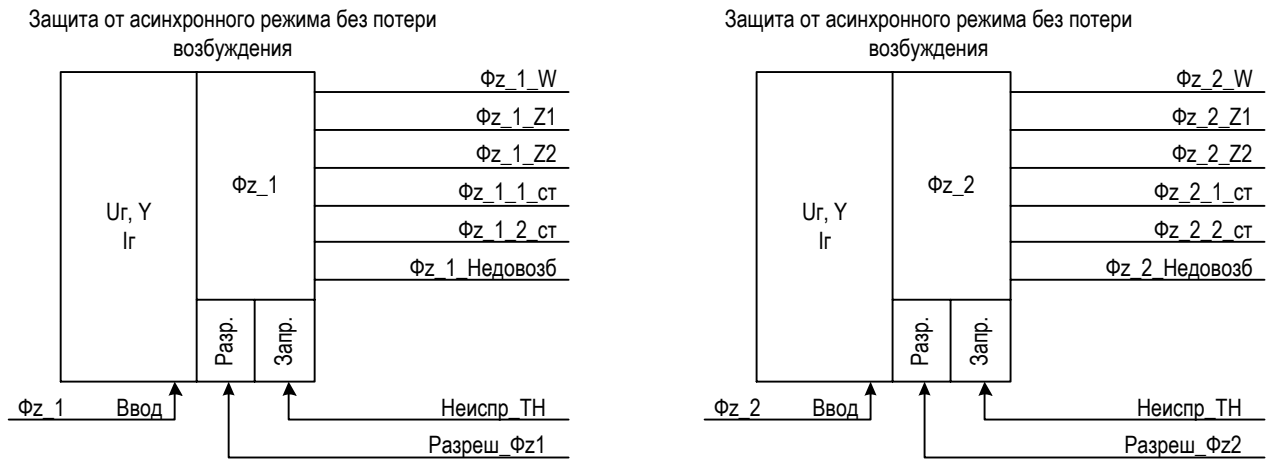 Защита от асинхронного режима без потери
возбуждения
Фz_1_W
Фz_1_Z1
Фz_1_Z2
Фz_1
Фz_1_1_ст
Uг, Y
Iг
Фz_1_2_ст
Фz_1_Недовозб
Разр.
Запр.
Фz_1
Ввод
Неиспр_ТН
Разреш_Фz1
Защита от асинхронного режима без потери
возбуждения
Фz_2_W
Фz_2_Z1
Фz_2_Z2
Фz_2
Фz_2_1_ст
Uг, Y
Iг
Фz_2_2_ст
Фz_2_Недовозб
Разр.
Запр.
Фz_2
Ввод
Неиспр_ТН
Разреш_Фz2